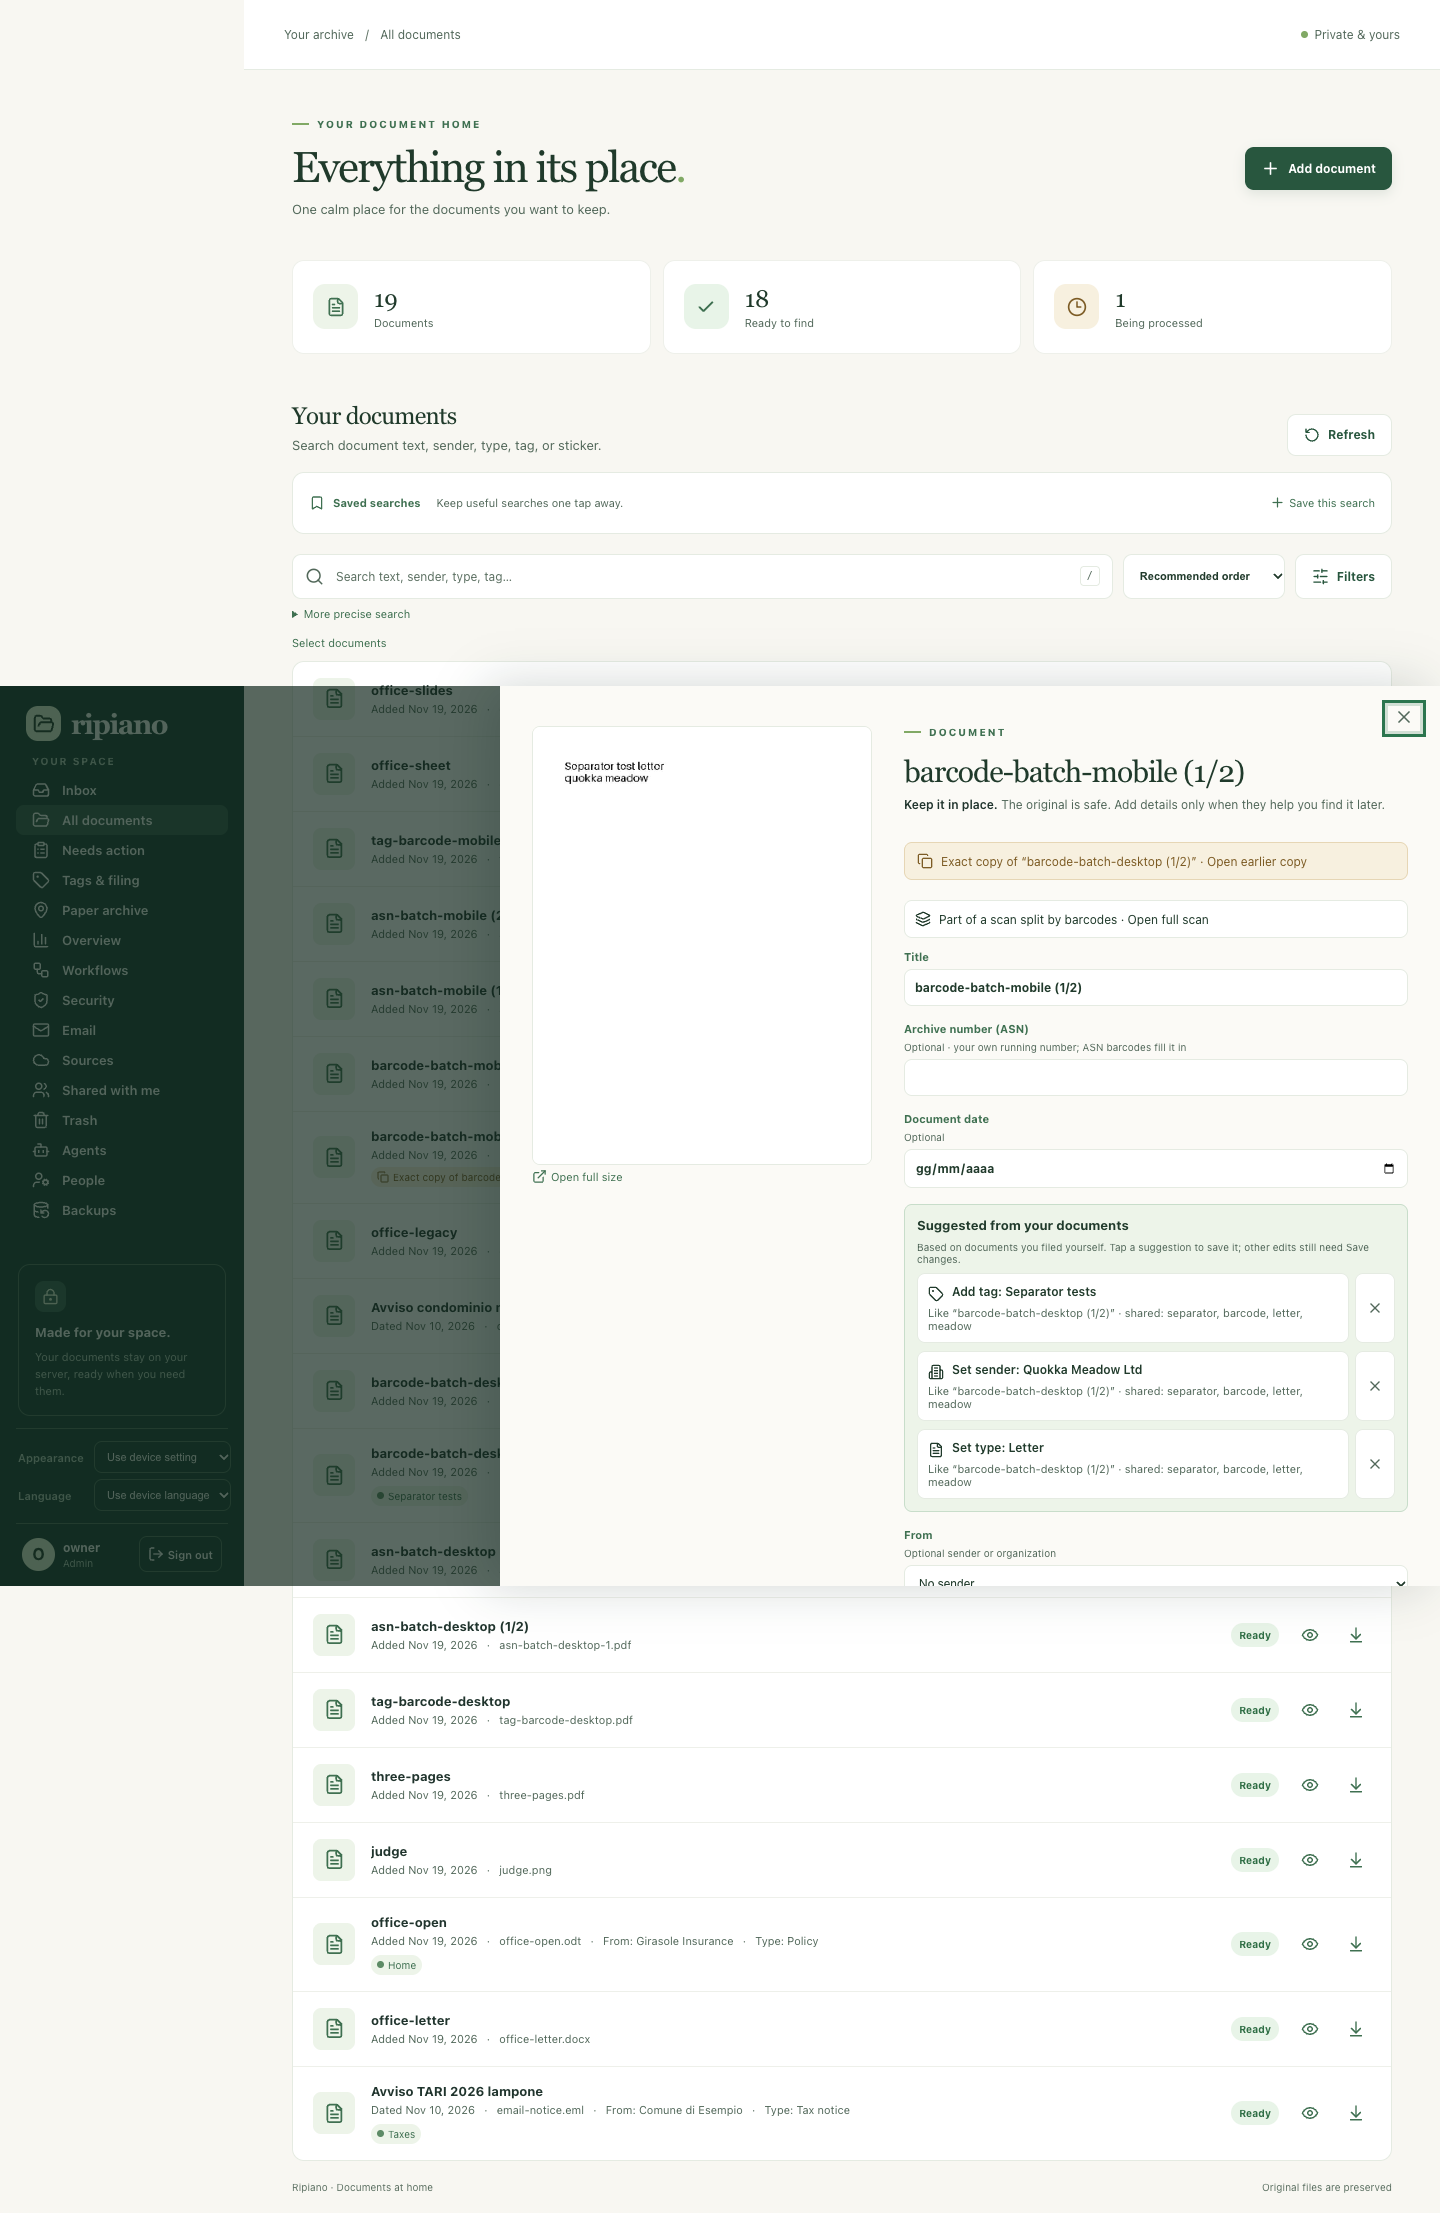 Your archive / All documents
Private & yours
YOUR DOCUMENT HOME
Everything in its place.
One calm place for the documents you want to keep.
Add document
19
Documents
18
Ready to find
1
Being processed
Your documents
Search document text, sender, type, tag, or sticker.
Refresh
Saved searches
Keep useful searches one tap away.
Save this search
Search text, sender, type, tag...
/
Recommended order
Filters
More precise search
Select documents
ripiano
YOUR SPACE
Inbox
All documents
Needs action
Tags & filing
Paper archive
Overview
Workflows
Security
Email
Sources
Shared with me
Trash
Agents
People
Backups
Made for your space.
Your documents stay on your
server, ready when you need
them.
Appearance
Use device setting
Language
Use device language
O
owner
Admin
Sign out
office-slides
Added Nov 19, 2026 ·
office-sheet
Added Nov 19, 2026 ·
tag-barcode-mobile
Added Nov 19, 2026 ·
asn-batch-mobile (2
Added Nov 19, 2026 ·
asn-batch-mobile (1
Added Nov 19, 2026 ·
barcode-batch-mob
Added Nov 19, 2026 ·
barcode-batch-mob
Added Nov 19, 2026 ·
Exact copy of barcode
office-legacy
Added Nov 19, 2026 ·
Avviso condominio
Dated Nov 10, 2026 ·
barcode-batch-desk
Added Nov 19, 2026 ·
barcode-batch-desk
Added Nov 19, 2026 ·
Separator tests
asn-batch-desktop
Added Nov 19, 2026 ·
Separator test letter
quokka meadow
Open full size
DOCUMENT
barcode-batch-mobile (1/2)
Keep it in place. The original is safe. Add details only when they help you find it later.
Exact copy of “barcode-batch-desktop (1/2)” · Open earlier copy
Part of a scan split by barcodes · Open full scan
Title
barcode-batch-mobile (1/2)
Archive number (ASN)
Optional · your own running number; ASN barcodes fill it in
Document date
Optional
gg/mm/aaaa
Suggested from your documents
Based on documents you filed yourself. Tap a suggestion to save it; other edits still need Save
changes.
Add tag: Separator tests
Like “barcode-batch-desktop (1/2)” · shared: separator, barcode, letter,
meadow
Set sender: Quokka Meadow Ltd
Like “barcode-batch-desktop (1/2)” · shared: separator, barcode, letter,
meadow
Set type: Letter
Like “barcode-batch-desktop (1/2)” · shared: separator, barcode, letter,
meadow
From
Optional sender or organization
No sender
asn-batch-desktop (1/2)
Added Nov 19, 2026 · asn-batch-desktop-1.pdf
Ready
tag-barcode-desktop
Added Nov 19, 2026 · tag-barcode-desktop.pdf
Ready
three-pages
Added Nov 19, 2026 · three-pages.pdf
Ready
judge
Added Nov 19, 2026 · judge.png
Ready
office-open
Added Nov 19, 2026 · office-open.odt · From: Girasole Insurance · Type: Policy
Home
Ready
office-letter
Added Nov 19, 2026 · office-letter.docx
Ready
Avviso TARI 2026 lampone
Dated Nov 10, 2026 · email-notice.eml · From: Comune di Esempio · Type: Tax notice
Taxes
Ready
Ripiano · Documents at home
Original files are preserved